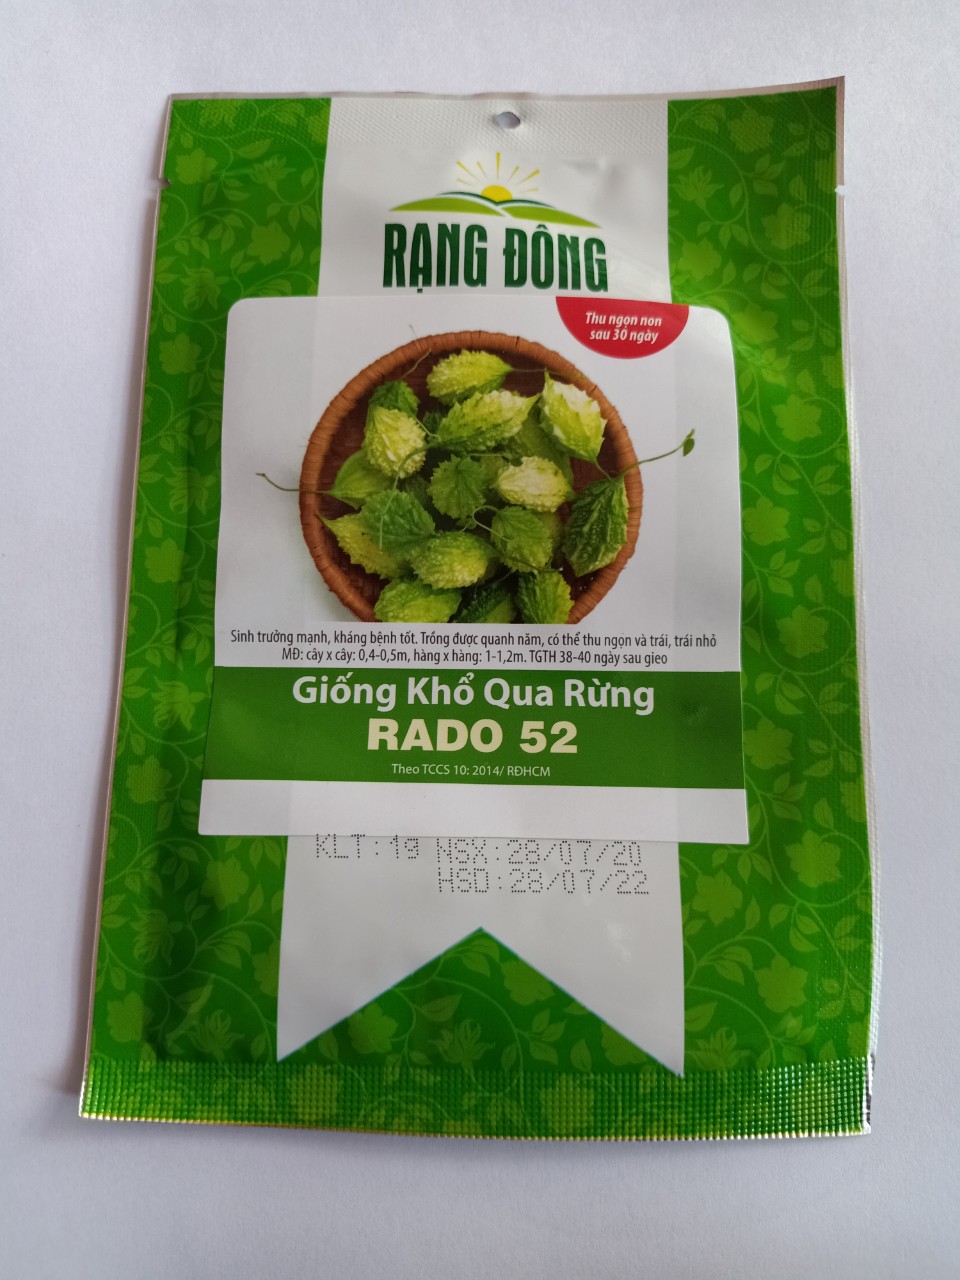 RẠNG ĐÔNG
Thu ngọn non
sau 30 ngày
Sinh trưởng mạnh, kháng bệnh tốt. Trồng được quanh năm, có thể thu ngọn và trái, trái nhỏ
MĐ: cây x cây: 0,4-0,5m, hàng x hàng: 1-1,2m. TGTH 38-40 ngày sau gieo
Giống Khổ Qua Rừng
RADO 52
Theo TCCS 10: 2014/ RĐHCM
KLT:1g NSX:28/07/20
HSD:28/07/22